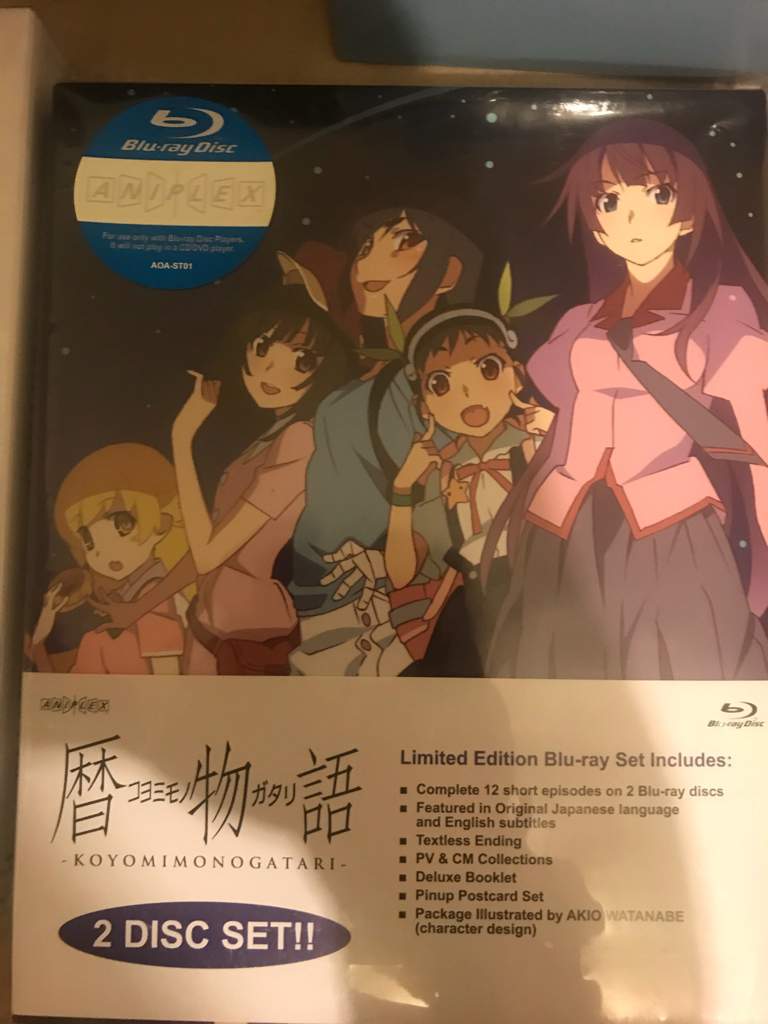 Blu-ray Disc
ANIPLEX
For use only with Blu-ray Disc Players.
It will not play in a CD/DVD player.
AOA-ST01
ANIPLEX
Blu-ray Disc
暦コヨミモノ物ガタリ語
-KOYOMIMONOGATARI-
2 DISC SET!!
Limited Edition Blu-ray Set Includes:
■ Complete 12 short episodes on 2 Blu-ray discs
■ Featured in Original Japanese language
and English subtitles
■ Textless Ending
■ PV & CM Collections
■ Deluxe Booklet
■ Pinup Postcard Set
■ Package Illustrated by AKIO WATANABE
(character design)